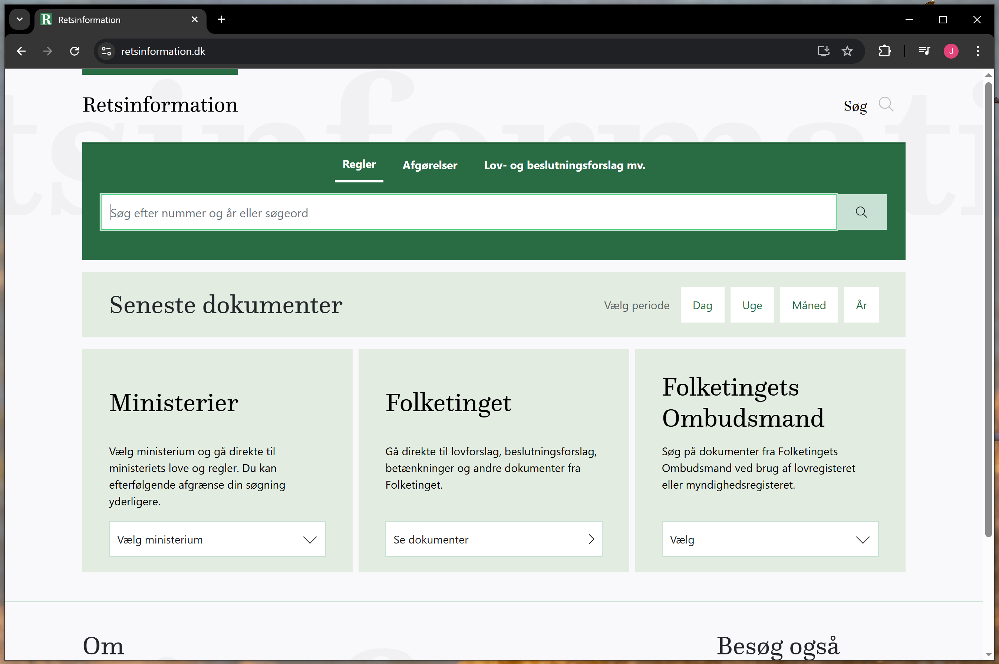 Retsinformation
retsinformation.dk
J
Retsinformation
Søg
Regler
Afgørelser
Lov- og beslutningsforslag mv.
Søg efter nummer og år eller søgeord
Seneste dokumenter
Vælg periode
Dag
Uge
Måned
År
Ministerier
Vælg ministerium og gå direkte til
ministeriets love og regler. Du kan
efterfølgende afgrænse din søgning
yderligere.
Vælg ministerium
Folketinget
Gå direkte til lovforslag, beslutningsforslag,
betænkninger og andre dokumenter fra
Folketinget.
Se dokumenter
Folketingets
Ombudsmand
Søg på dokumenter fra Folketingets
Ombudsmand ved brug af lovregisteret
eller myndighedsregisteret.
Vælg
Om
Besøg også